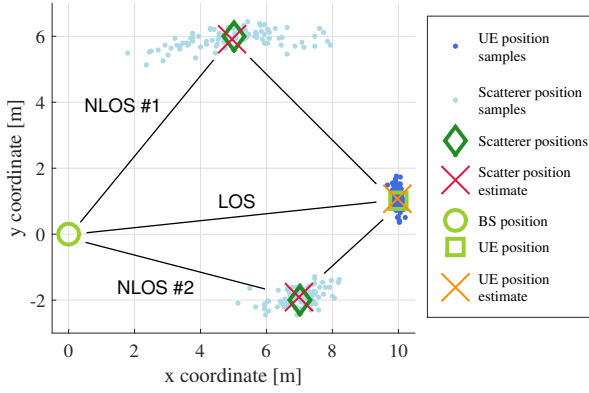 6
4
2
0
-2
0
2
4
6
8
10
y coordinate [m]
x coordinate [m]
NLOS #1
LOS
NLOS #2
UE position
samples
Scatterer position
samples
Scatterer positions
Scatter position
estimate
BS position
UE position
UE position
estimate